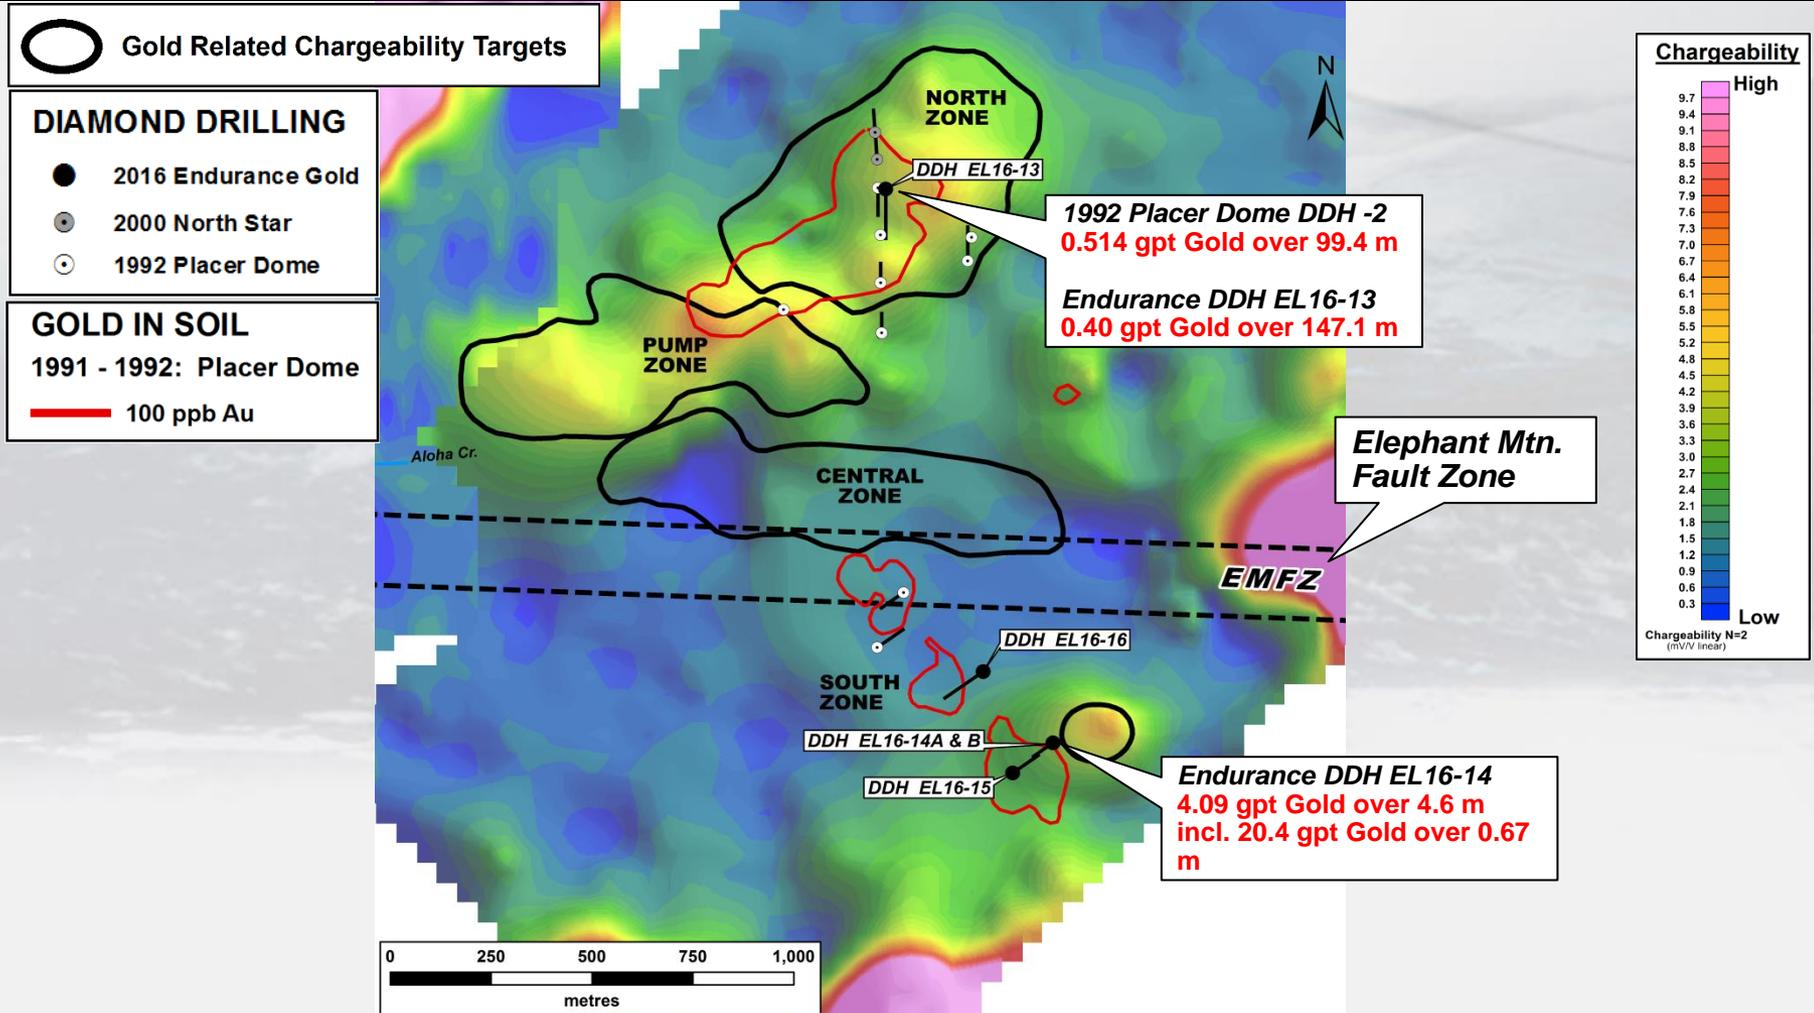 Gold Related Chargeability Targets
DIAMOND DRILLING
2016 Endurance Gold
2000 North Star
1992 Placer Dome
GOLD IN SOIL
1991 - 1992: Placer Dome
100 ppb Au
NORTH
ZONE
DDH EL16-13
N
1992 Placer Dome DDH -2
0.514 gpt Gold over 99.4 m
Endurance DDH EL16-13
0.40 gpt Gold over 147.1 m
PUMP
ZONE
Aloha Cr.
CENTRAL
ZONE
Elephant Mtn.
Fault Zone
EMFZ
DDH EL16-16
SOUTH
ZONE
DDH EL16-14A & B
DDH EL16-15
Endurance DDH EL16-14
4.09 gpt Gold over 4.6 m
incl. 20.4 gpt Gold over 0.67
m
0 250 500 750 1,000
metres
Chargeability
High
9.7
9.4
9.1
8.8
8.5
8.2
7.9
7.6
7.3
7.0
6.7
6.4
6.1
5.8
5.5
5.2
4.8
4.5
4.2
3.9
3.6
3.3
3.0
2.7
2.4
2.1
1.8
1.5
1.2
0.9
0.6
0.3
Low
Chargeability N=2
(mV/V linear)